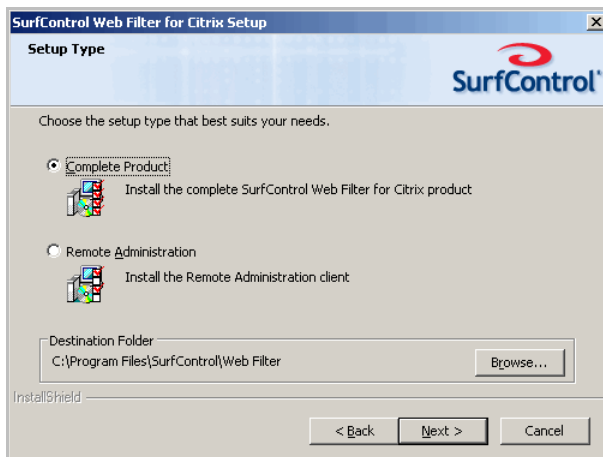 SurfControl Web Filter for Citrix Setup
Setup Type
SurfControl
Choose the setup type that best suits your needs.
Complete Product
Install the complete SurfControl Web Filter for Citrix product
Remote Administration
Install the Remote Administration client
Destination Folder
C:\Program Files\SurfControl\Web Filter
Browse...
InstallShield
< Back
Next >
Cancel